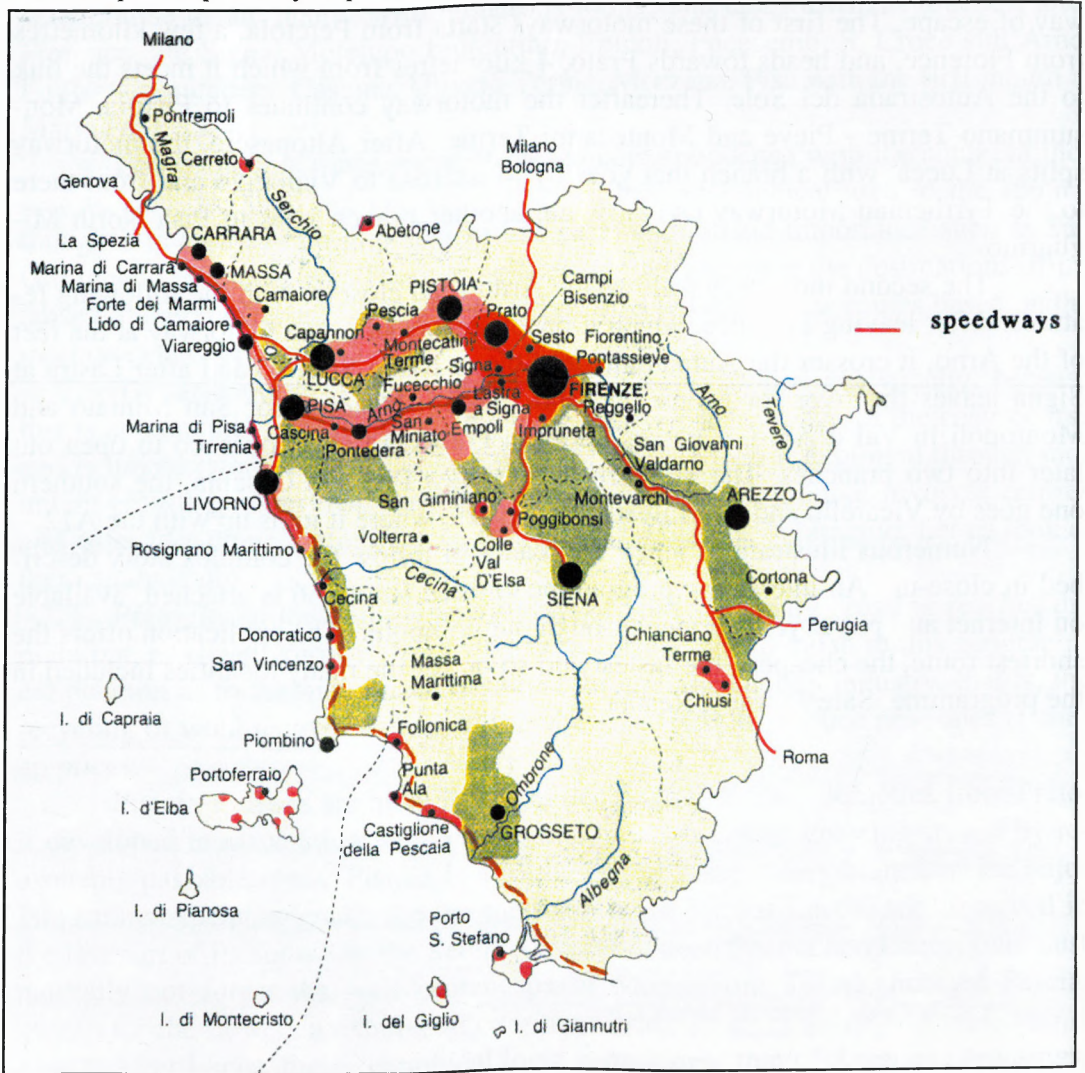 Milano
Pontremoli
Magra
Cerreto
Milano
Bologna
Genova
Serchio
Abetone
La Spezia
CARRARA
Marina di Carrara
MASSA
PISTOIA
Campi
Bisenzio
Marina di Massa
Camaiore
Forte dei Marmi
Pescia
Prato
Lido di Camaiore
Capannori
Montecatini
Terme
Sesto
Fiorentino
speedways
Viareggio
Signa
Pontassieve
LUCCA
Fucecchio
Lastra
a Signa
FIRENZE
PISA
Arno
Reggello
Arno
Tevere
Marina di Pisa
Cascina
San
Miniato
Empoli
Impruneta
Tirrenia
Pontedera
San Giovanni
Valdarno
LIVORNO
San Giminiano
Montevarchi
AREZZO
Poggibonsi
Rosignano Marittimo
Volterra
Colle
Val
D'Elsa
Cecina
Cecina
SIENA
Cortona
Donoratico
Chianciano
Terme
Perugia
San Vincenzo
Massa
Marittima
Chiusi
I. di Capraia
Follonica
Piombino
Roma
Portoferraio
Punta
Ala
Ombrone
I. d'Elba
Castiglione
della Pescaia
GROSSETO
Albegna
I. di Pianosa
Porto
S. Stefano
I. di Montecristo
I. del Giglio
I. di Giannutri